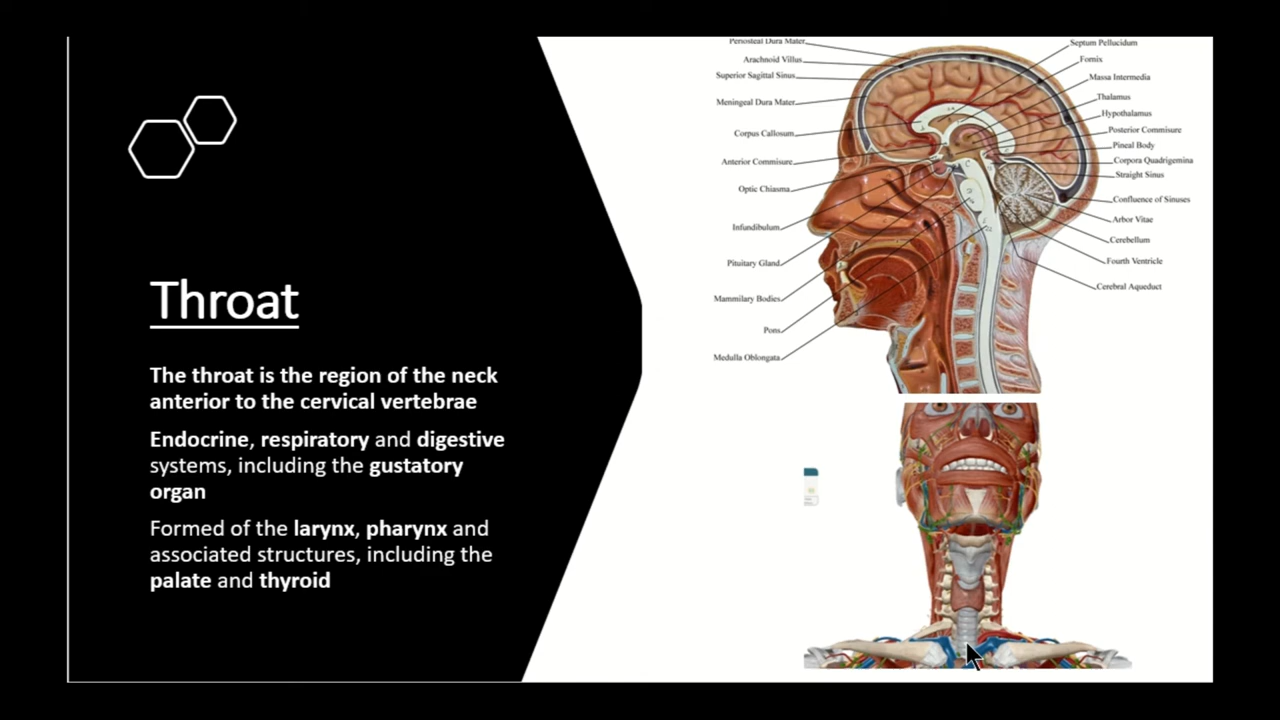 Throat
The throat is the region of the neck
anterior to the cervical vertebrae
Endocrine, respiratory and digestive
systems, including the gustatory
organ
Formed of the larynx, pharynx and
associated structures, including the
palate and thyroid
Periosteal Dura Mater
Arachnoid Villus
Superior Sagittal Sinus
Meningeal Dura Mater
Corpus Callosum
Anterior Commisure
Optic Chiasma
Infundibulum
Pituitary Gland
Mammilary Bodies
Pons
Medulla Oblongata
Septum Pellucidum
Fornix
Massa Intermedia
Thalamus
Hypothalamus
Posterior Commisure
Pineal Body
Corpora Quadrigemina
Straight Sinus
Confluence of Sinuses
Arbor Vitae
Cerebellum
Fourth Ventricle
Cerebral Aqueduct